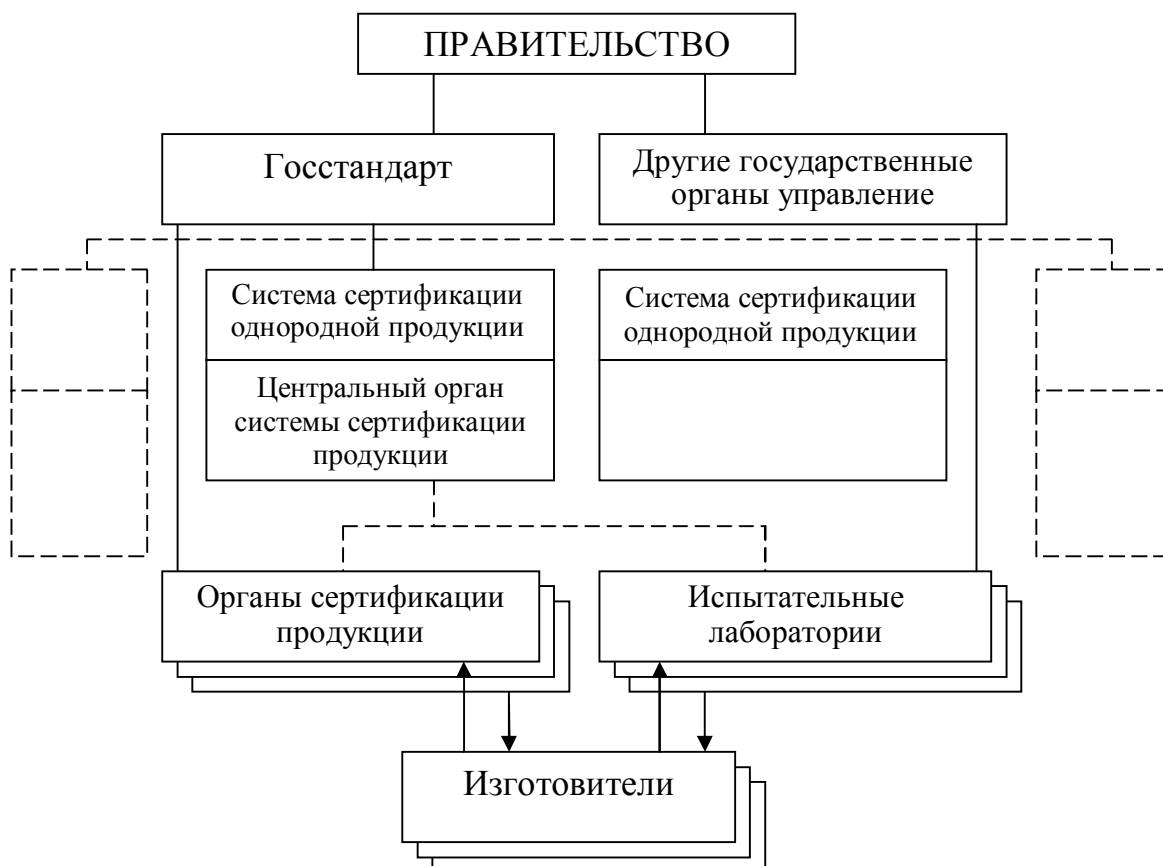 ПРАВИТЕЛЬСТВО
Госстандарт
Другие государственные
органы управление
Система сертификации
однородной продукции
Система сертификации
однородной продукции
Центральный орган
системы сертификации
продукции
Органы сертификации
продукции
Испытательные
лаборатории
Изготовители